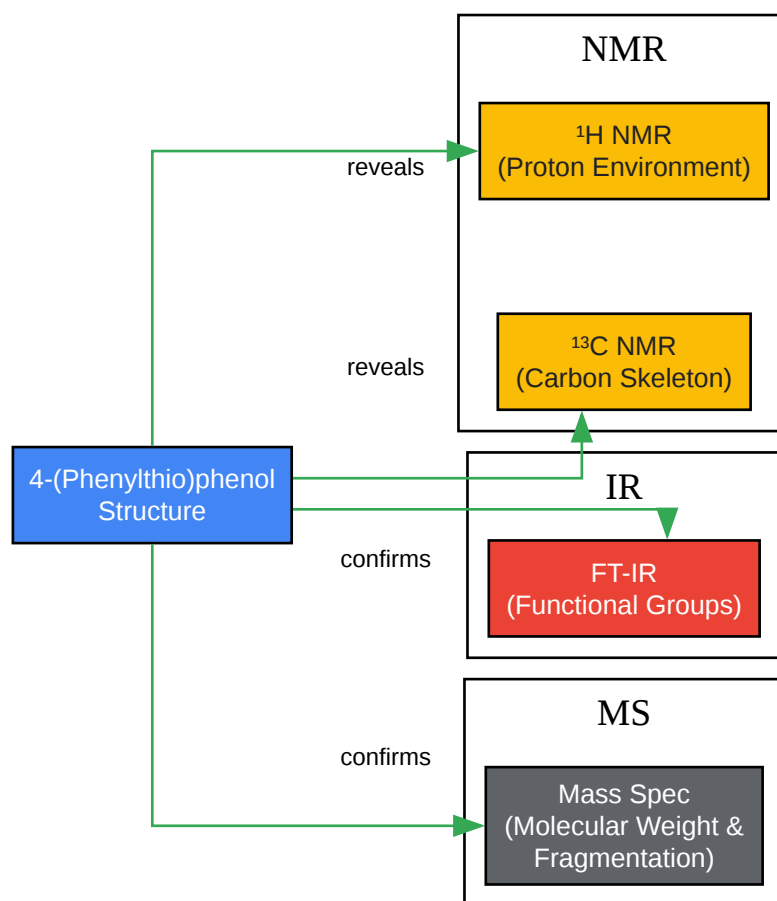 NMR
¹H NMR
(Proton Environment)
reveals
¹³C NMR
(Carbon Skeleton)
reveals
4-(Phenylthio)phenol
Structure
IR
confirms
FT-IR
(Functional Groups)
MS
confirms
Mass Spec
(Molecular Weight &
Fragmentation)